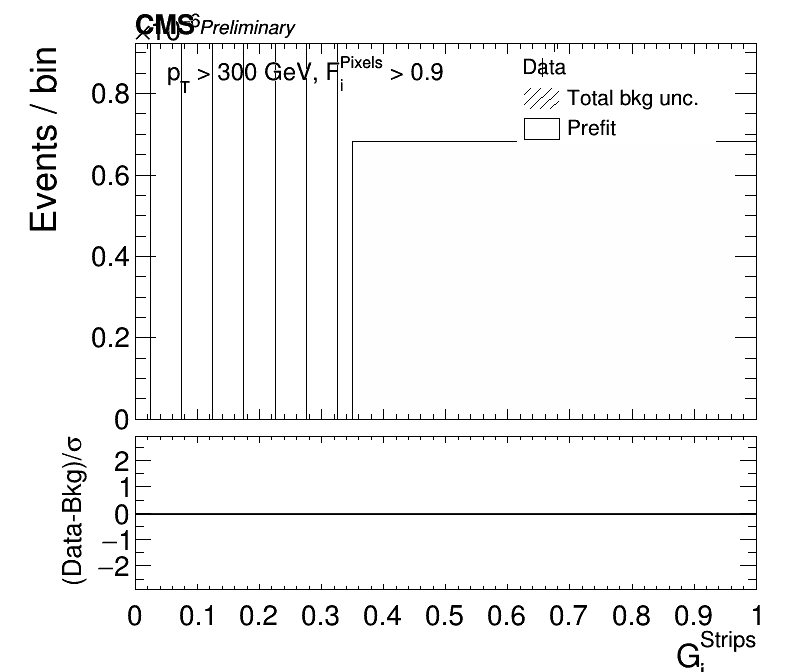 CMS Preliminary
×10⁻⁶
Events / bin
p_T > 300 GeV, F_i^Pixels > 0.9
Data
Total bkg unc.
Prefit
0.8
0.6
0.4
0.2
0
(Data-Bkg)/σ
2
1
0
−1
−2
0 0.1 0.2 0.3 0.4 0.5 0.6 0.7 0.8 0.9 1
G_i^Strips